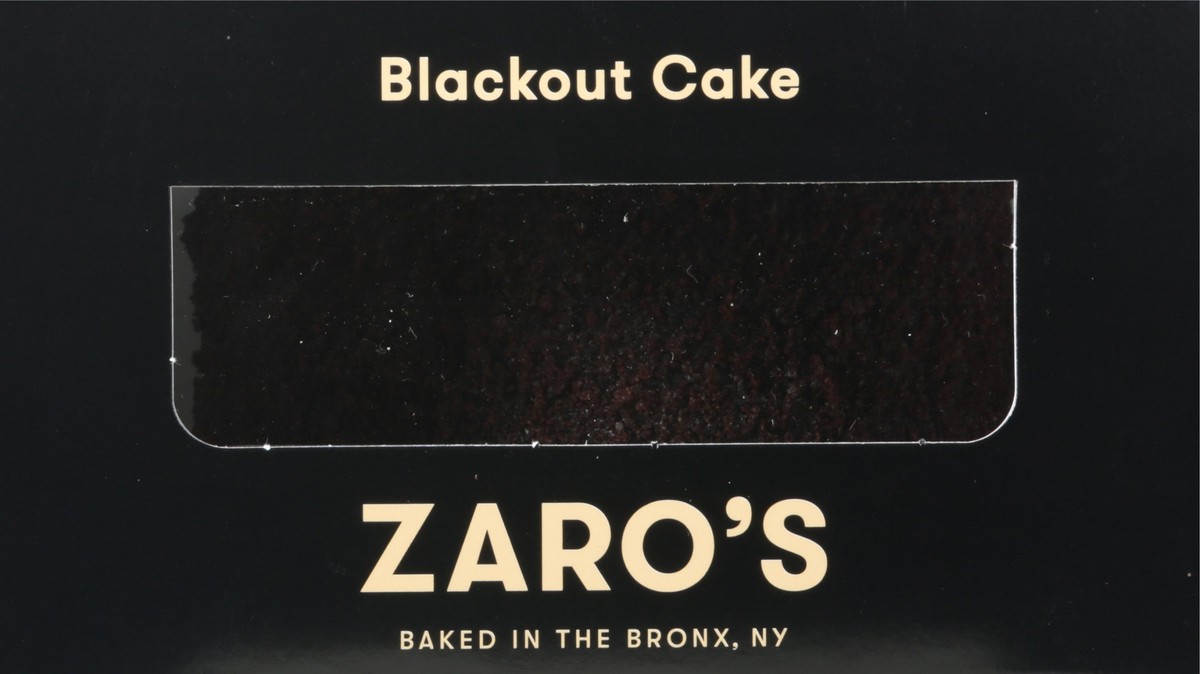 Blackout Cake
ZARO'S
BAKED IN THE BRONX, NY